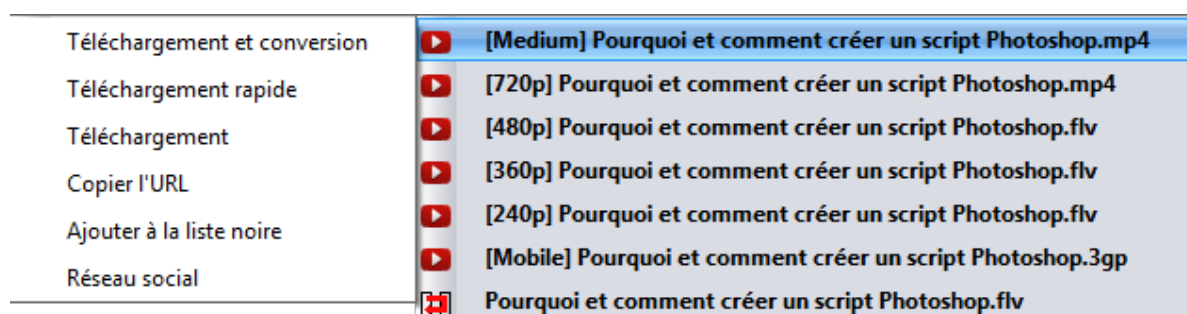 Téléchargement et conversion
Téléchargement rapide
Téléchargement
Copier l'URL
Ajouter à la liste noire
Réseau social
[Medium] Pourquoi et comment créer un script Photoshop.mp4
[720p] Pourquoi et comment créer un script Photoshop.mp4
[480p] Pourquoi et comment créer un script Photoshop.flv
[360p] Pourquoi et comment créer un script Photoshop.flv
[240p] Pourquoi et comment créer un script Photoshop.flv
[Mobile] Pourquoi et comment créer un script Photoshop.3gp
Pourquoi et comment créer un script Photoshop.flv